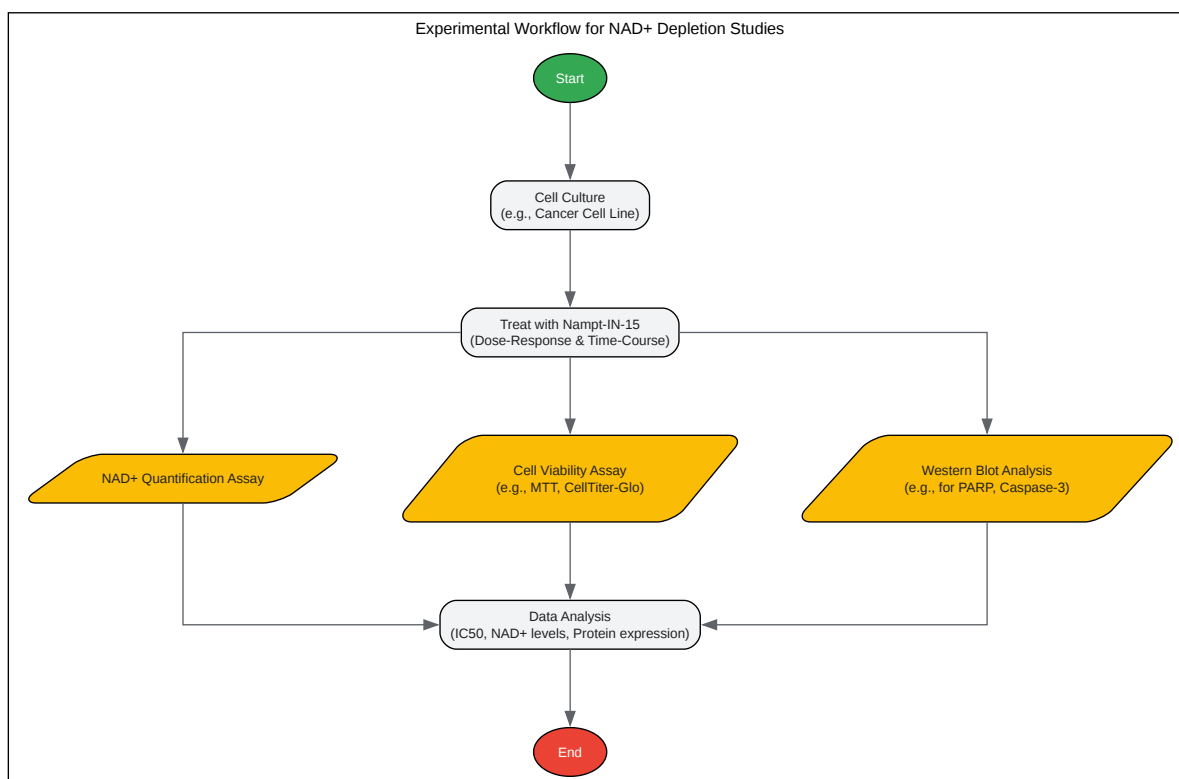 Experimental Workflow for NAD+ Depletion Studies
Start
Cell Culture
(e.g., Cancer Cell Line)
Treat with Nampt-IN-15
(Dose-Response & Time-Course)
NAD+ Quantification Assay
Cell Viability Assay
(e.g., MTT, CellTiter-Glo)
Western Blot Analysis
(e.g., for PARP, Caspase-3)
Data Analysis
(IC50, NAD+ levels, Protein expression)
End